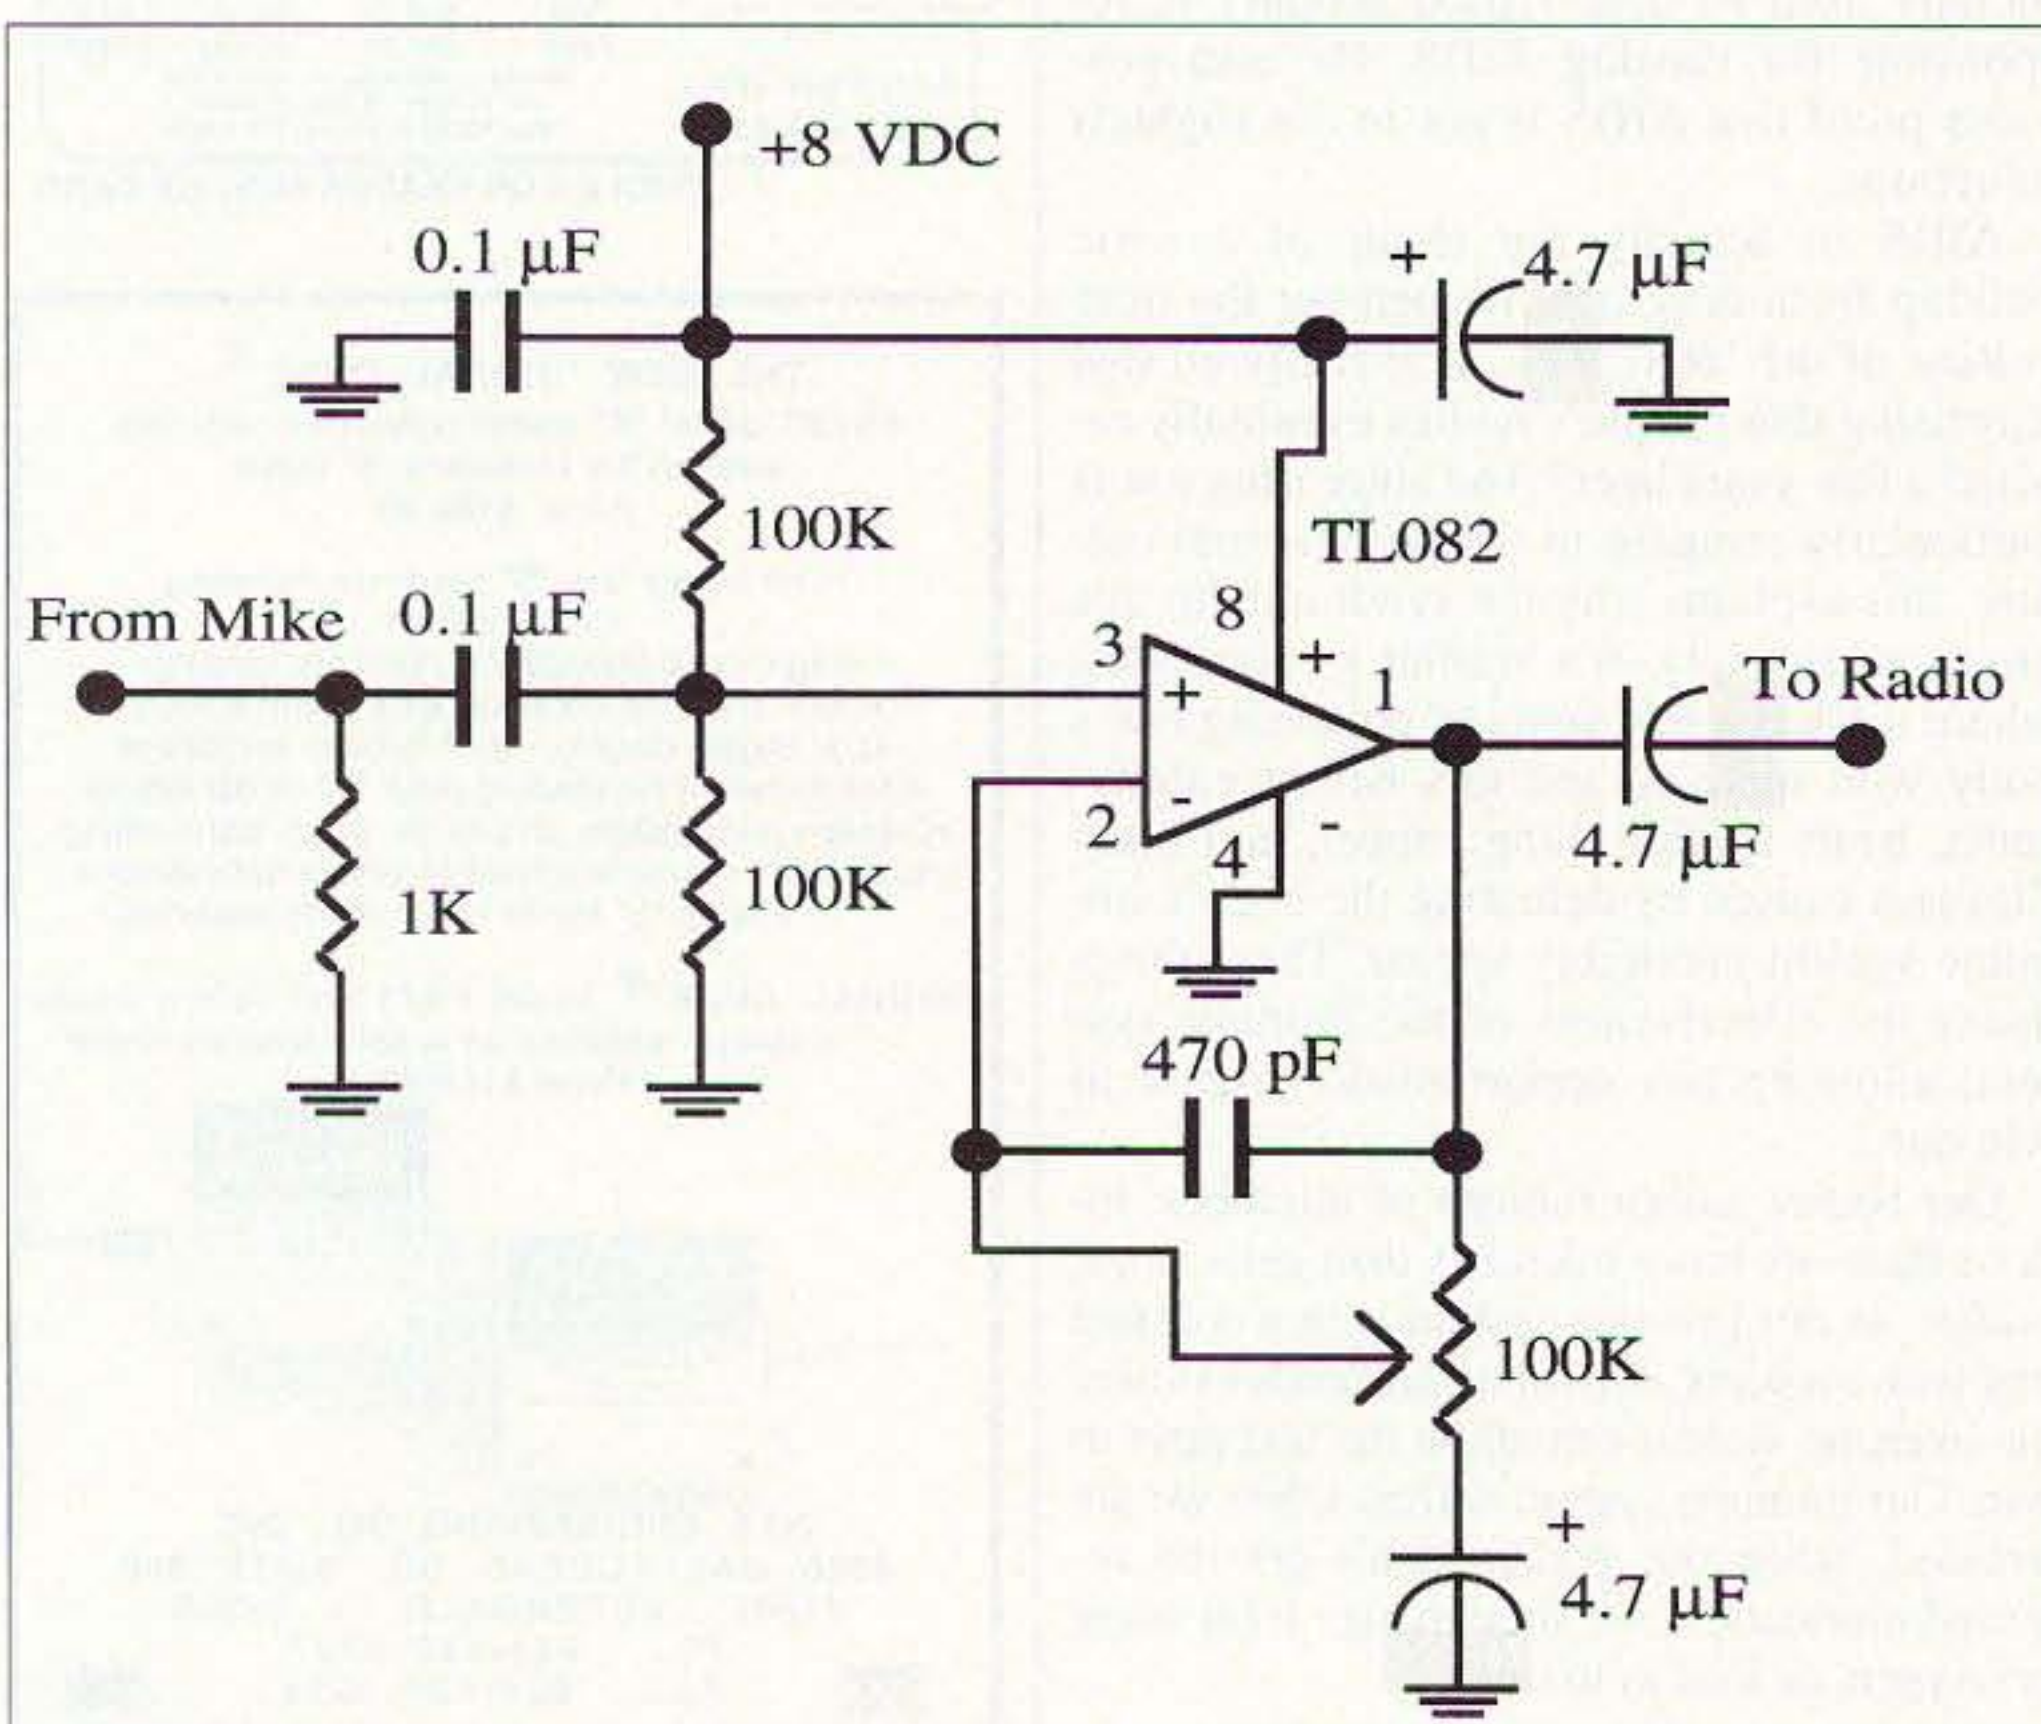 +8 VDC
0.1 µF
+
4.7 µF
100K
TL082
From Mike
0.1 µF
8
3
+
1
To Radio
+
2
-
4
-
4.7 µF
1K
100K
470 pF
100K
+
4.7 µF